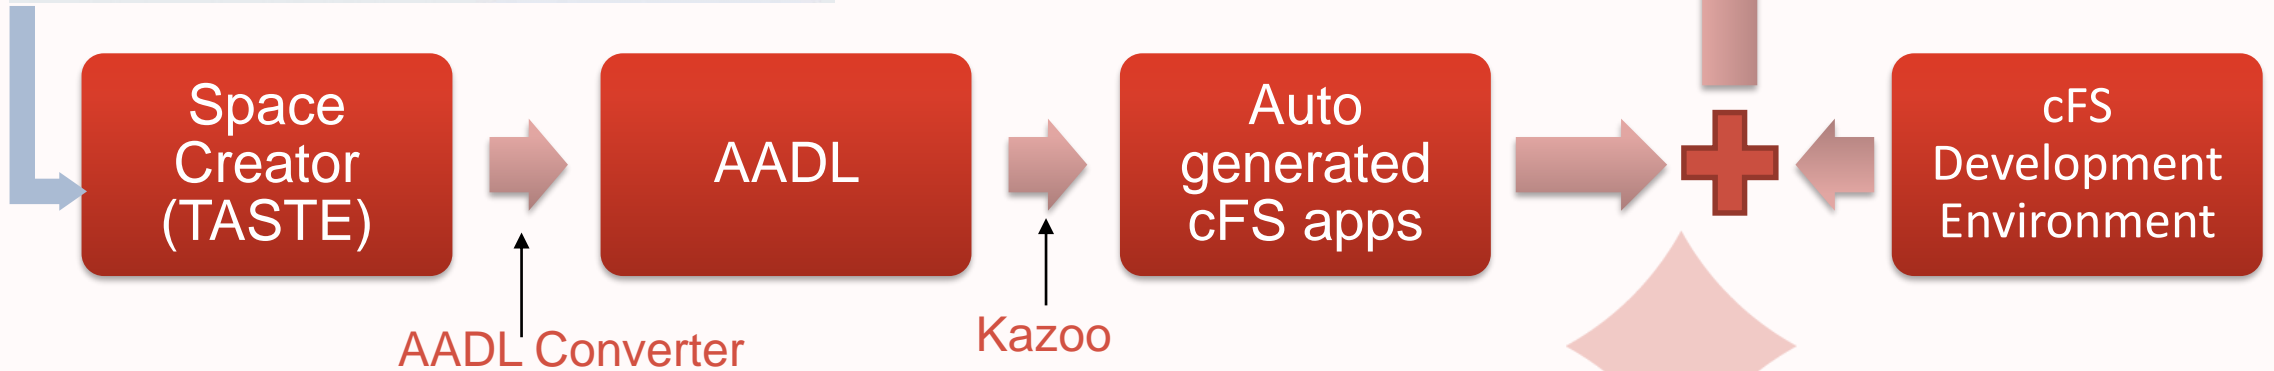 Space
Creator
(TASTE)
AADL
Auto
generated
cFS apps
cFS
Development
Environment
AADL Converter
Kazoo